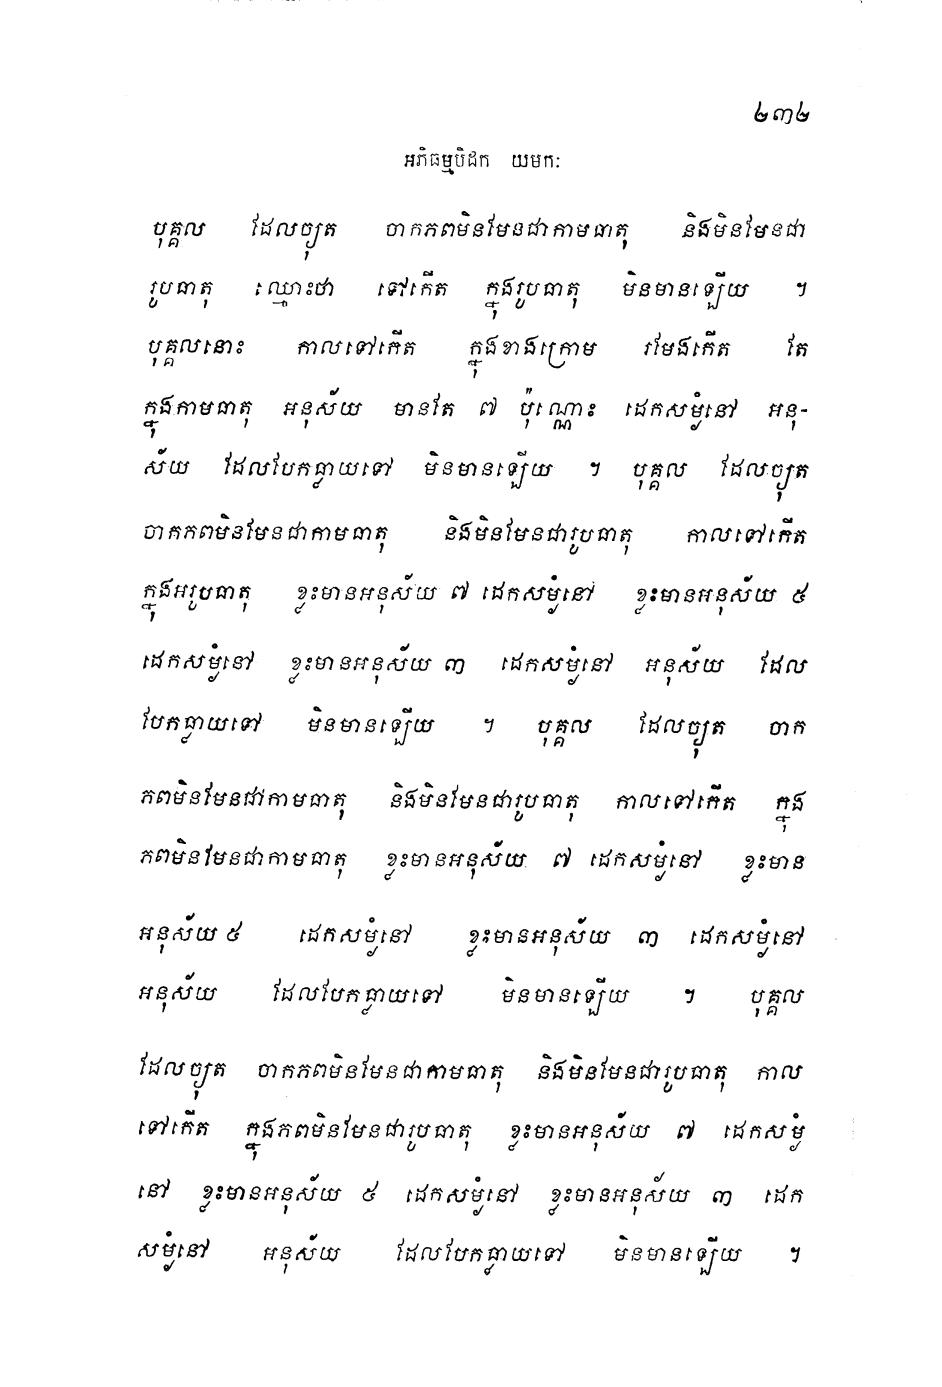 ២៣២
អភិធម្មបិដក យមកៈ
បុគ្គល ដែលច្យុត ចាកភពមិនមែនជាកាមធាតុ និងមិនមែនជា
រូបធាតុ ឈ្មោះថា ទៅកើត ក្នុងរូបធាតុ មិនមានឡើយ ។
បុគ្គលនោះ កាលទៅកើត ក្នុងខាងក្រោម រមែងកើត តែ
ក្នុងកាមធាតុ អនុស័យ មានតែ ៧ ប៉ុណ្ណោះ ដេកសម្ងំនៅ អនុ-
ស័យ ដែលបែកធ្លាយទៅ មិនមានឡើយ ។ បុគ្គល ដែលច្យុត
ចាកភពមិនមែនជាកាមធាតុ និងមិនមែនជារូបធាតុ កាលទៅកើត
ក្នុងអរូបធាតុ ខ្លះមានអនុស័យ ៧ ដេកសម្ងំនៅ ខ្លះមានអនុស័យ ៥
ដេកសម្ងំនៅ ខ្លះមានអនុស័យ ៣ ដេកសម្ងំនៅ អនុស័យ ដែល
បែកធ្លាយទៅ មិនមានឡើយ ។ បុគ្គល ដែលច្យុត ចាក
ភពមិនមែនជាកាមធាតុ និងមិនមែនជារូបធាតុ កាលទៅកើត ក្នុង
ភពមិនមែនជាកាមធាតុ ខ្លះមានអនុស័យ ៧ ដេកសម្ងំនៅ ខ្លះមាន
អនុស័យ ៥ ដេកសម្ងំនៅ ខ្លះមានអនុស័យ ៣ ដេកសម្ងំនៅ
អនុស័យ ដែលបែកធ្លាយទៅ មិនមានឡើយ ។ បុគ្គល
ដែលច្យុត ចាកភពមិនមែនជាកាមធាតុ និងមិនមែនជារូបធាតុ កាល
ទៅកើត ក្នុងភពមិនមែនជារូបធាតុ ខ្លះមានអនុស័យ ៧ ដេកសម្ងំ
នៅ ខ្លះមានអនុស័យ ៥ ដេកសម្ងំនៅ ខ្លះមានអនុស័យ ៣ ដេក
សម្ងំនៅ អនុស័យ ដែលបែកធ្លាយទៅ មិនមានឡើយ ។